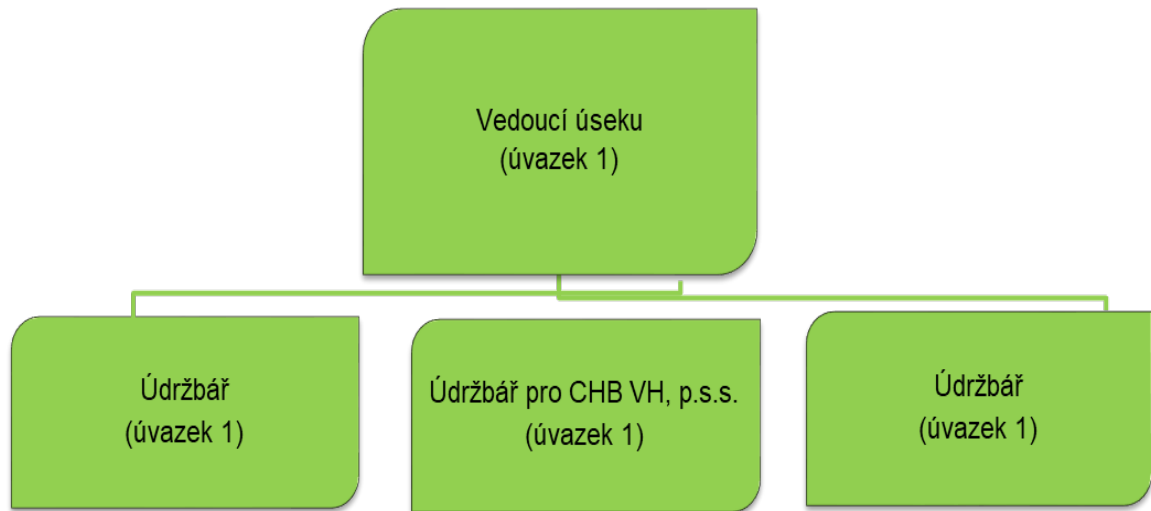 Vedoucí úseku
(úvazek 1)
Údržbář
(úvazek 1)
Údržbář pro CHB VH, p.s.s.
(úvazek 1)
Údržbář
(úvazek 1)